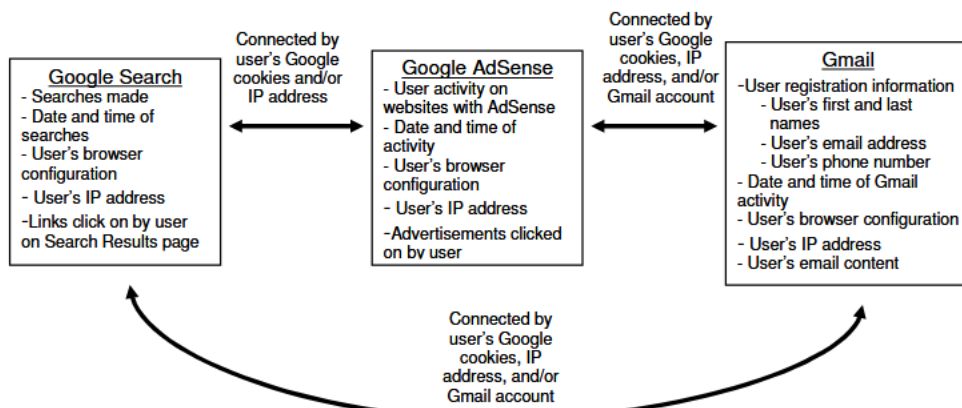 Connected by
user's Google
cookies and/or
IP address
Connected by
user's Google
cookies, IP
address, and/or
Gmail account
Google Search
- Searches made
- Date and time of
searches
- User's browser
configuration
- User's IP address
-Links click on by user
on Search Results page
Google AdSense
- User activity on
websites with AdSense
- Date and time of
activity
- User's browser
configuration
- User's IP address
-Advertisements clicked
on by user
Gmail
-User registration information
- User's first and last
names
- User's email address
- User's phone number
- Date and time of Gmail
activity
- User's browser configuration
- User's IP address
- User's email content
Connected by
user's Google
cookies, IP
address, and/or
Gmail account